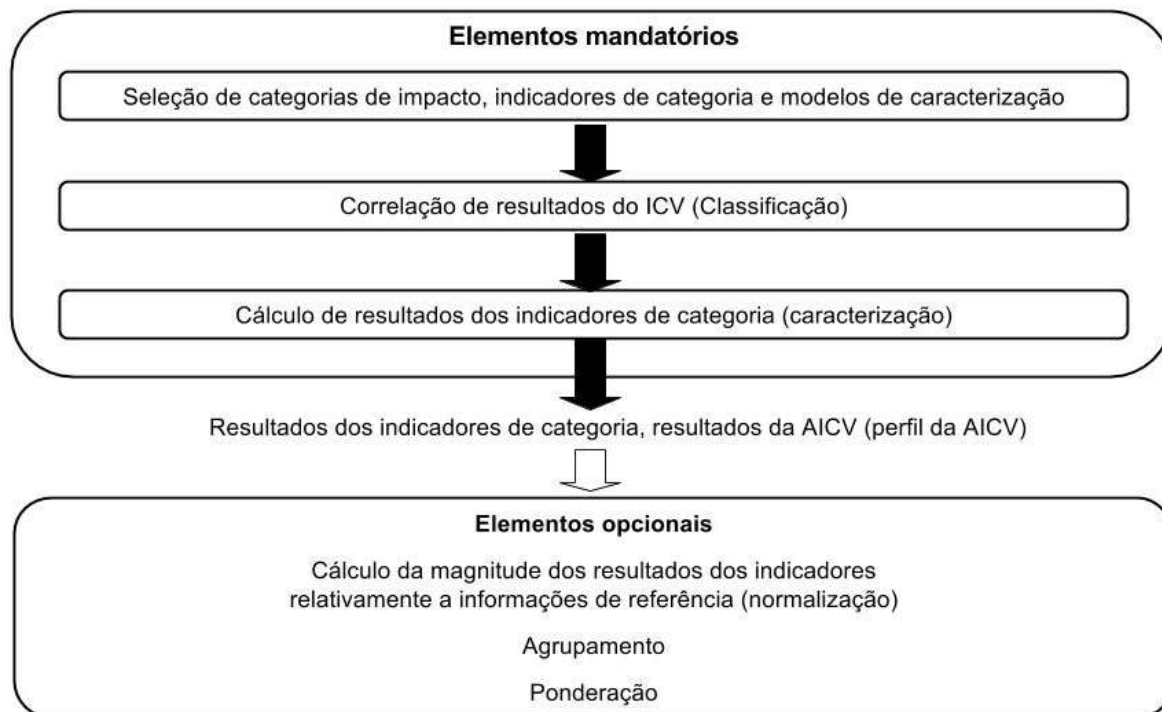 Elementos mandatórios
Seleção de categorias de impacto, indicadores de categoria e modelos de caracterização
Correlação de resultados do ICV (Classificação)
Cálculo de resultados dos indicadores de categoria (caracterização)
Resultados dos indicadores de categoria, resultados da AICV (perfil da AICV)
Elementos opcionais
Cálculo da magnitude dos resultados dos indicadores
relativamente a informações de referência (normalização)
Agrupamento
Ponderação